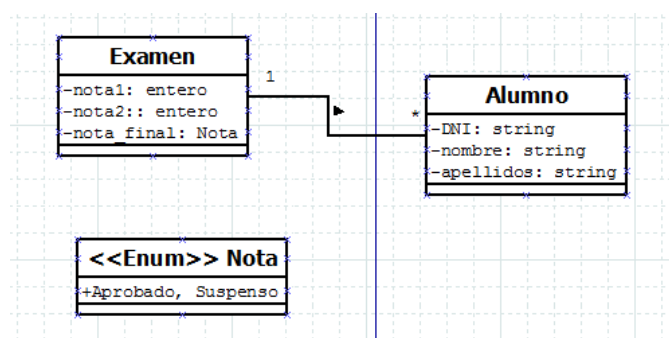 Examen
-nota1: entero
-nota2:: entero
-nota_final: Nota
1
*
Alumno
-DNI: string
-nombre: string
-apellidos: string
<<Enum>> Nota
+Aprobado, Suspenso